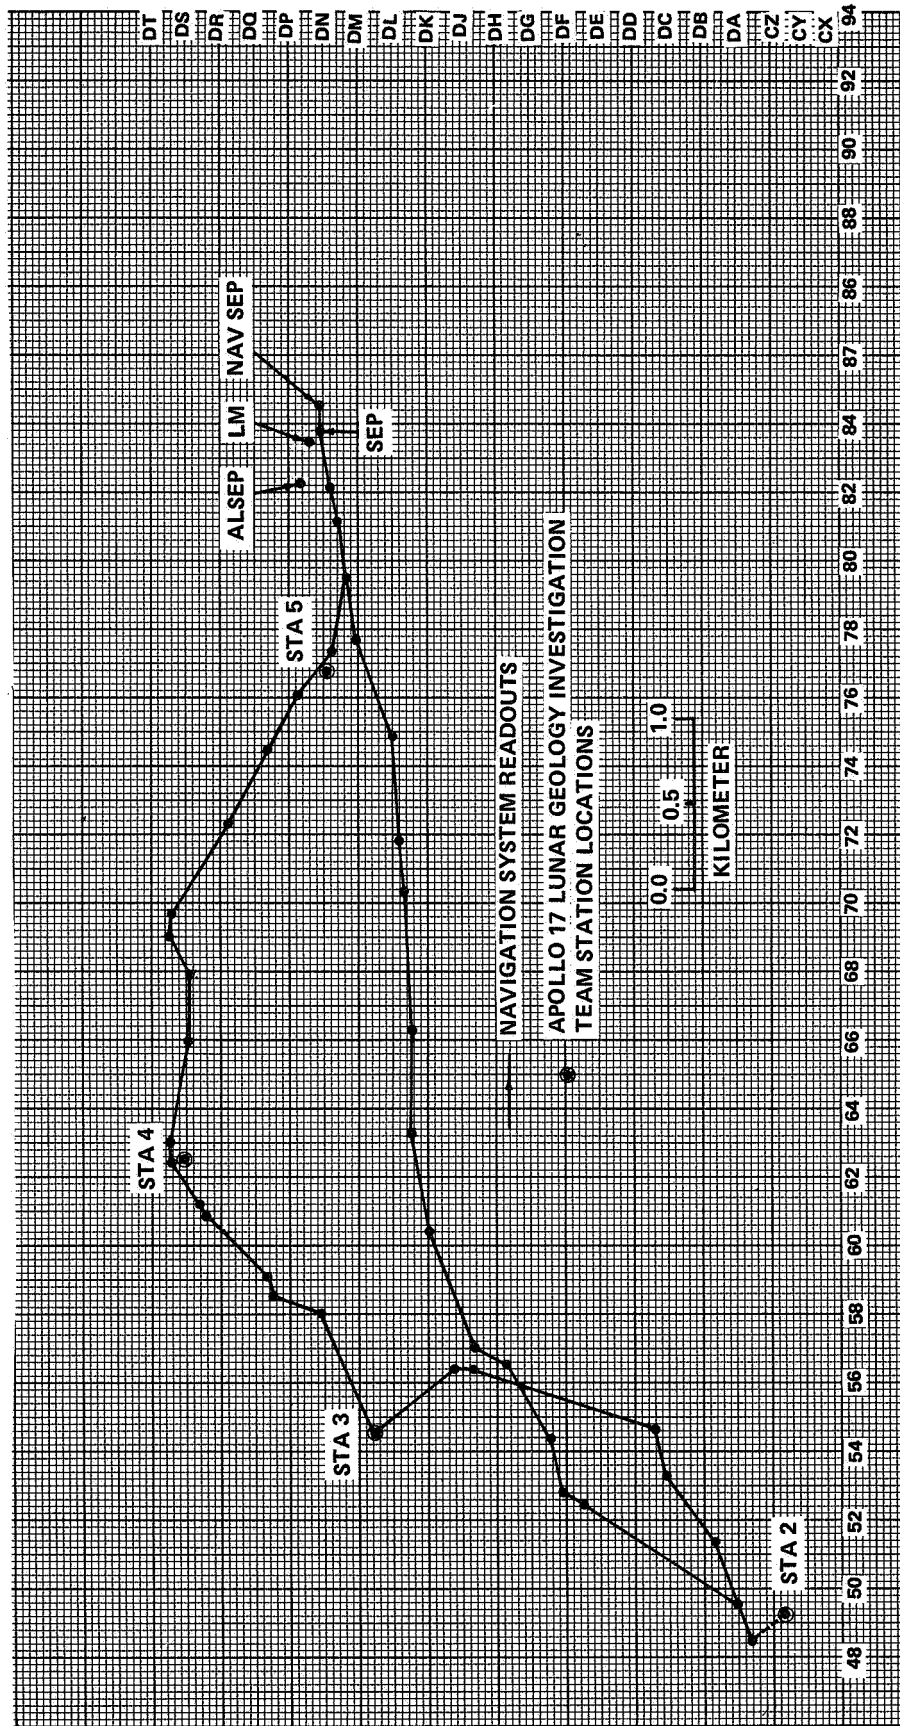 DT
DS
DR
DQ
DP
DN
DM
DL
DK
DJ
DH
DG
DF
DE
DD
DC
DB
DA
CZ
CY
CX
94
92
90
88
86
87
84
82
80
78
76
74
72
70
68
66
64
62
60
58
56
54
52
50
48
ALSEP
LM
NAV SEP
SEP
STA 5
STA 4
STA 3
STA 2
NAVIGATION SYSTEM READOUTS
APOLLO 17 LUNAR GEOLOGY INVESTIGATION
TEAM STATION LOCATIONS
0.0 0.5 1.0
KILOMETER